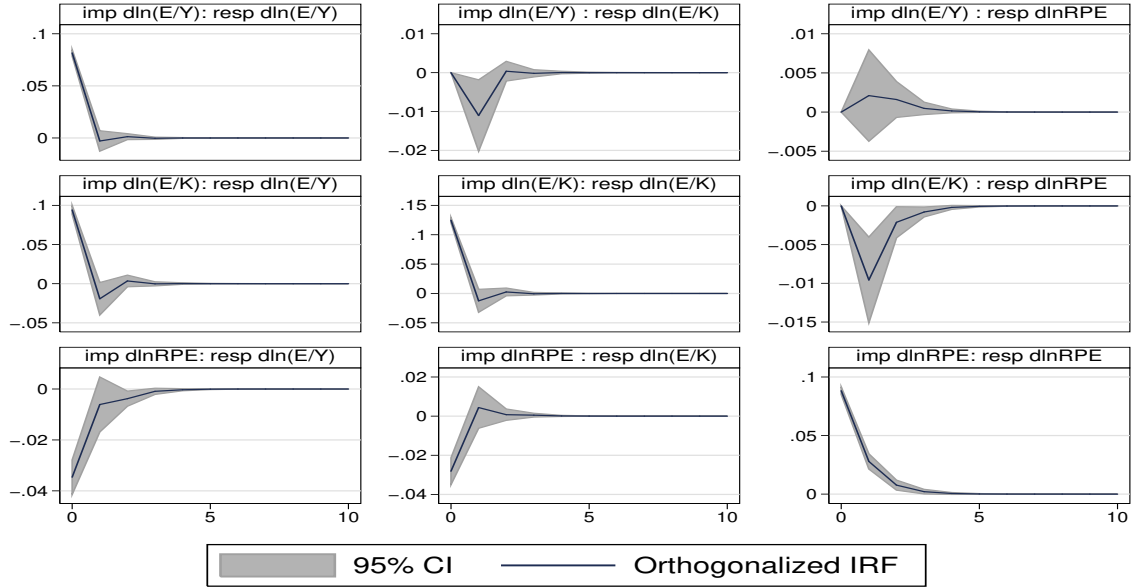 imp dln(E/Y): resp dln(E/Y)
.1
.05
0
imp dln(E/Y) : resp dln(E/K)
.01
0
−.01
−.02
imp dln(E/Y) : resp dlnRPE
.01
.005
0
−.005
imp dln(E/K): resp dln(E/Y)
.1
.05
0
−.05
imp dln(E/K): resp dln(E/K)
.15
.1
.05
0
−.05
imp dln(E/K) : resp dlnRPE
0
−.005
−.01
−.015
imp dlnRPE: resp dln(E/Y)
0
−.02
−.04
0 5 10
imp dlnRPE : resp dln(E/K)
.02
0
−.02
−.04
0 5 10
imp dlnRPE: resp dlnRPE
.1
.05
0
0 5 10
95% CI Orthogonalized IRF